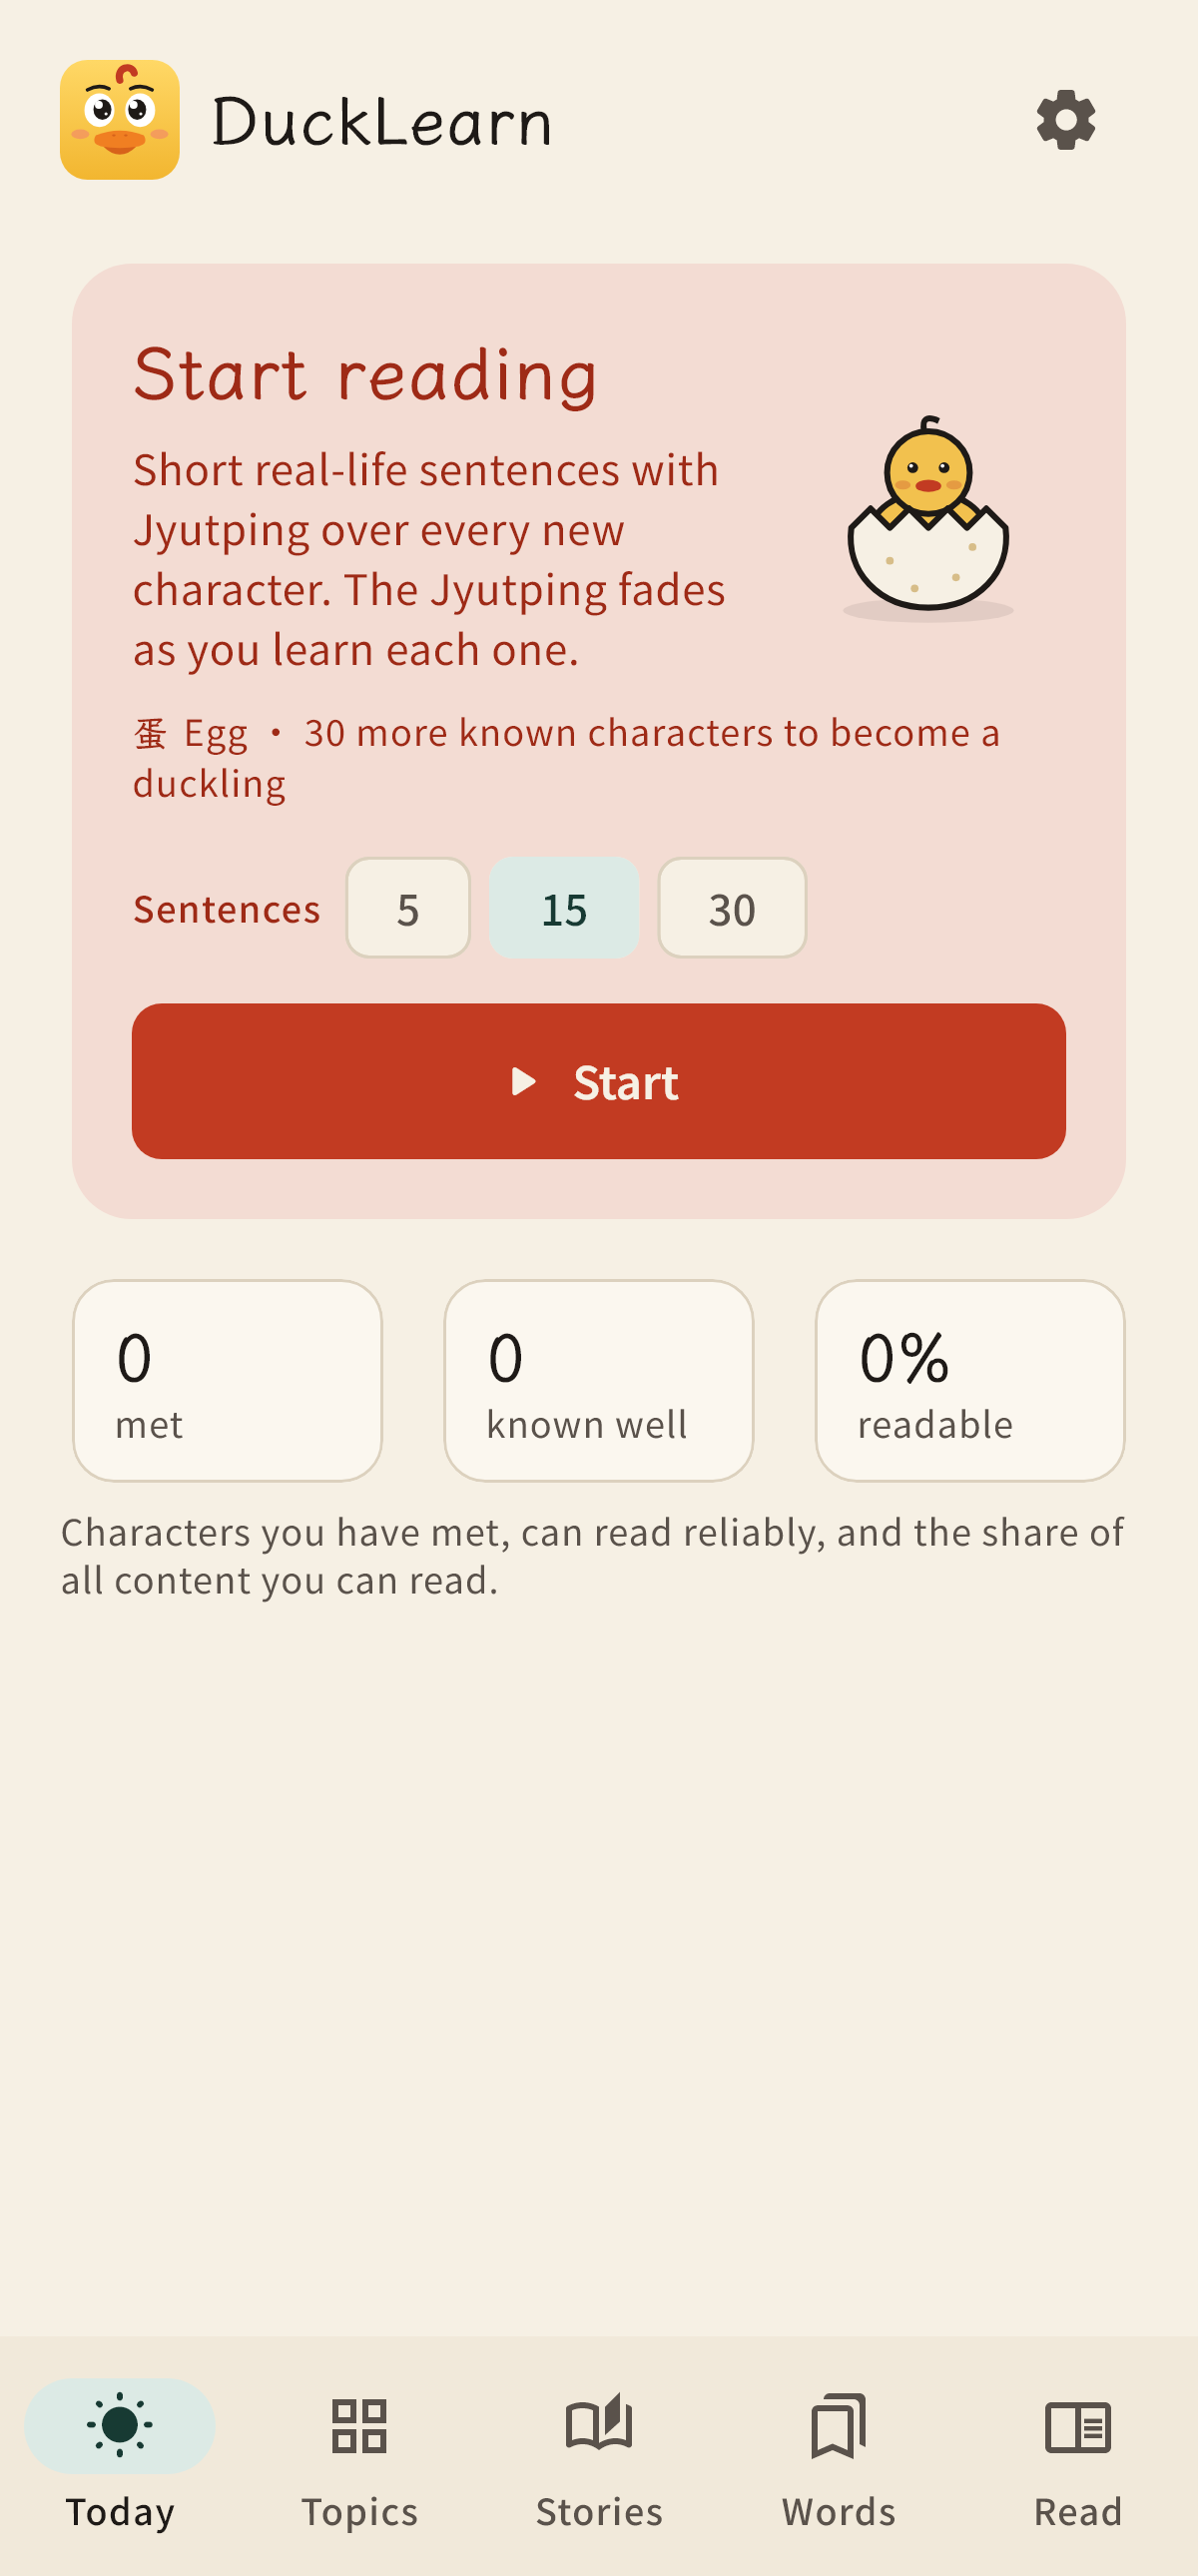 DuckLearn
Start reading
Short real-life sentences with
Jyutping over every new
character. The Jyutping fades
as you learn each one.
蛋 Egg · 30 more known characters to become a
duckling
Sentences 5 15 30
Start
0 0 0%
met known well readable
Characters you have met, can read reliably, and the share of
all content you can read.
Today Topics Stories Words Read